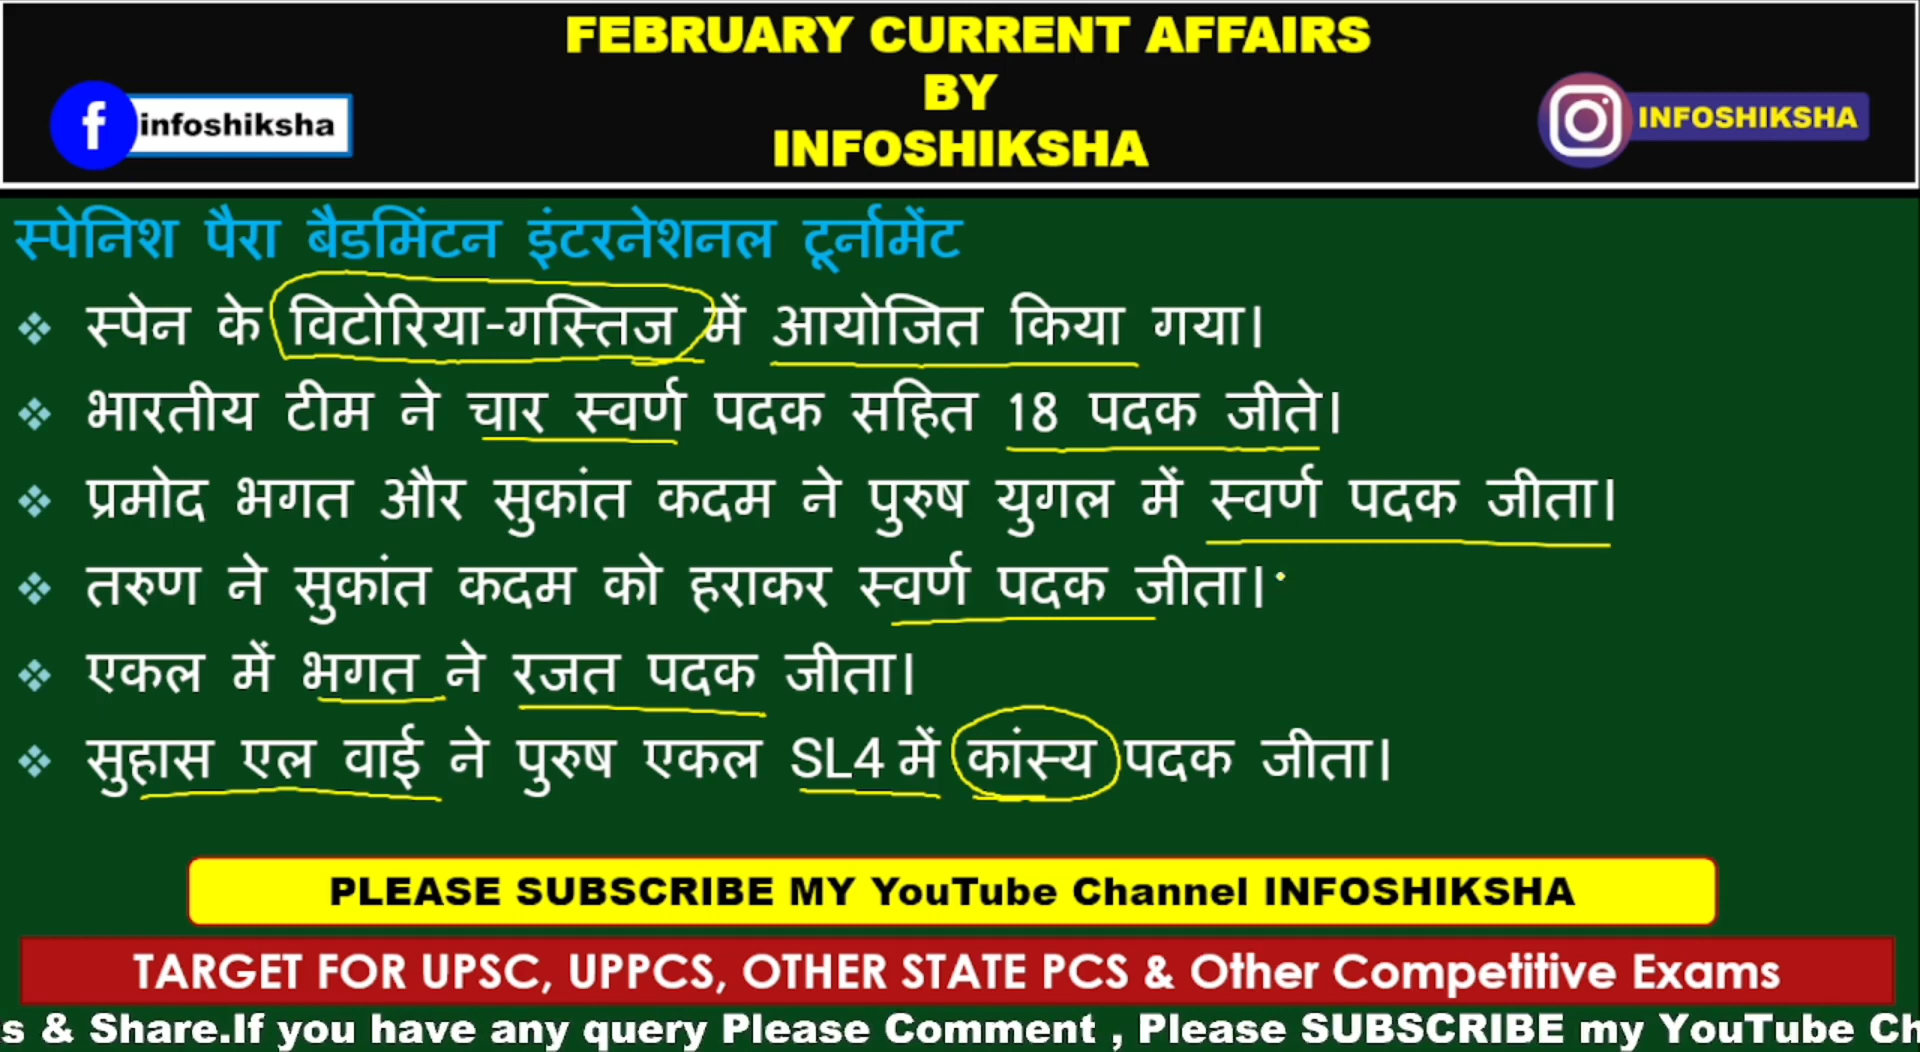 FEBRUARY CURRENT AFFAIRS
BY
INFOSHIKSHA
infoshiksha
INFOSHIKSHA
स्पेनिश पैरा बैडमिंटन इंटरनेशनल टूर्नामेंट
स्पेन के विटोरिया-गस्तिज में आयोजित किया गया।
भारतीय टीम ने चार स्वर्ण पदक सहित 18 पदक जीते।
प्रमोद भगत और सुकांत कदम ने पुरुष युगल में स्वर्ण पदक जीता।
तरुण ने सुकांत कदम को हराकर स्वर्ण पदक जीता।
एकल में भगत ने रजत पदक जीता।
सुहास एल वाई ने पुरुष एकल SL4 में कांस्य पदक जीता।
PLEASE SUBSCRIBE MY YouTube Channel INFOSHIKSHA
TARGET FOR UPSC, UPPCS, OTHER STATE PCS & Other Competitive Exams
s & Share.If you have any query Please Comment , Please SUBSCRIBE my YouTube Ch